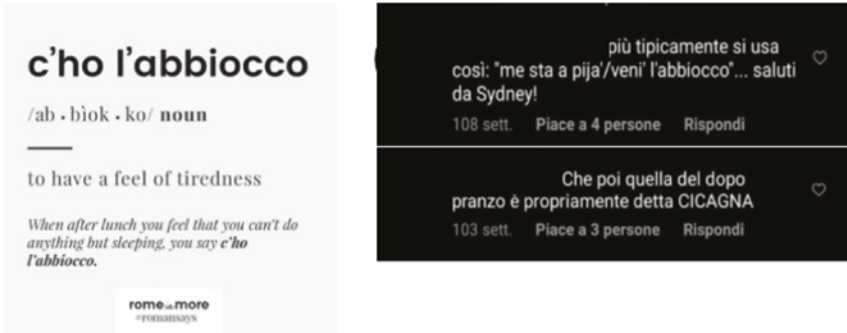 c'ho l'abbiocco
/ab • bìok • ko/ noun
to have a feel of tiredness
When after lunch you feel that you can't do
anything but sleeping, you say c'ho
l'abbiocco.
rome is more
#romansays
più tipicamente si usa
così: "me sta a pija'/veni' l'abbiocco"... saluti
da Sydney!
108 sett. Piace a 4 persone Rispondi
Che poi quella del dopo
pranzo è propriamente detta CICAGNA
103 sett. Piace a 3 persone Rispondi